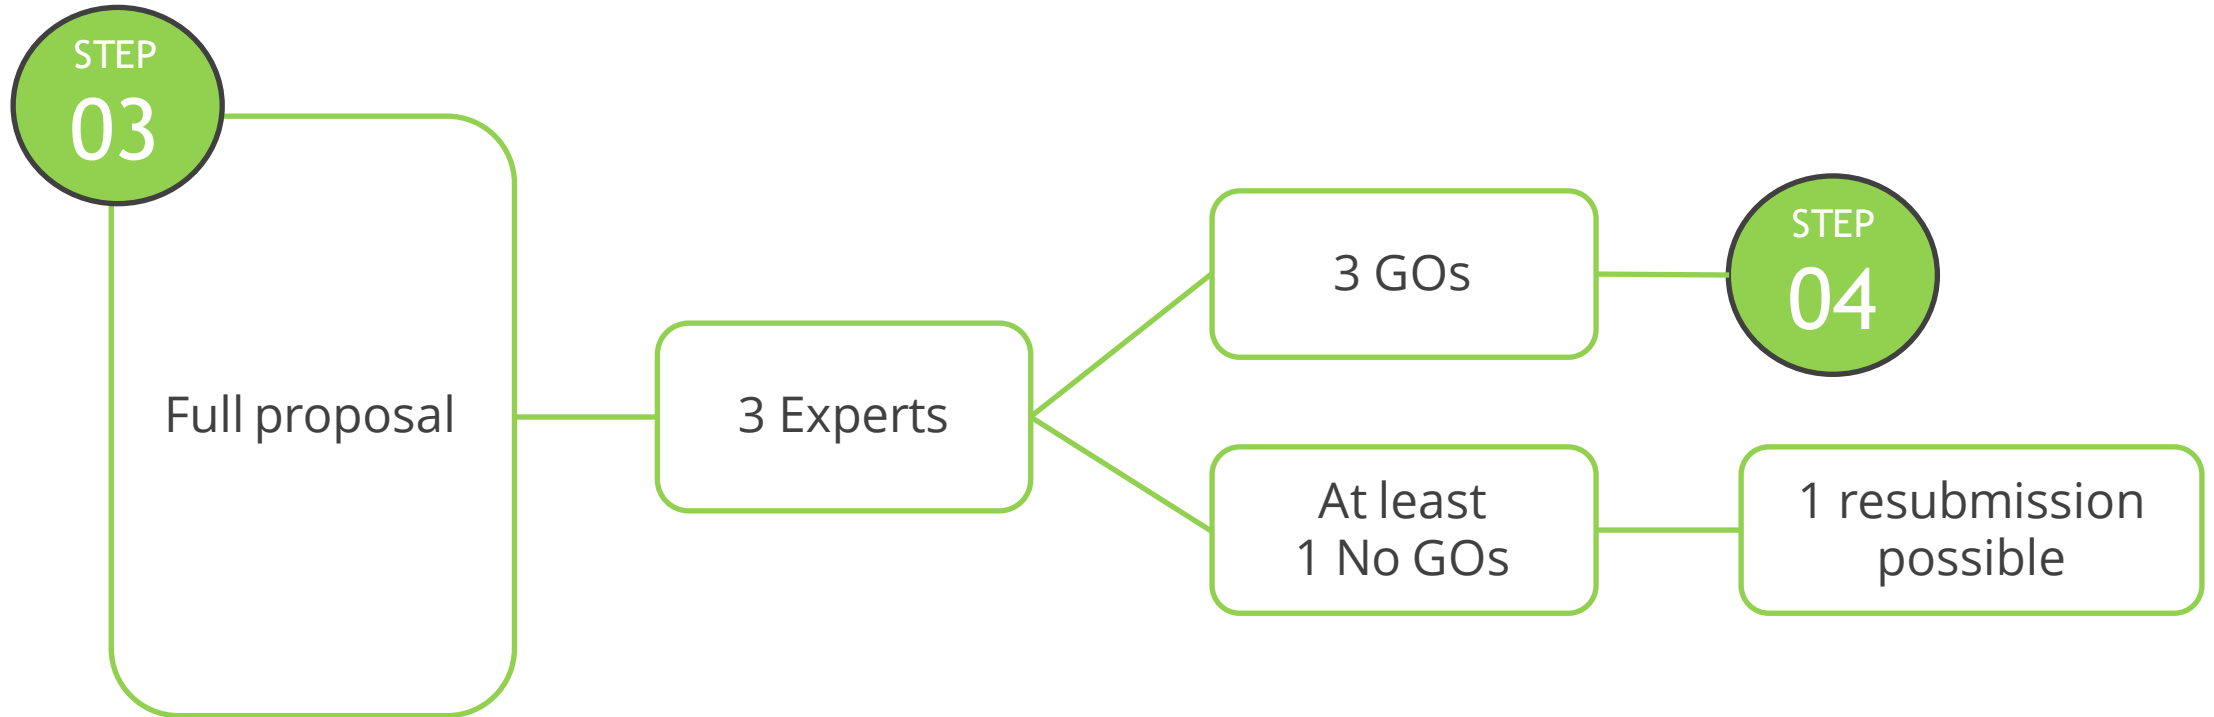 STEP
03
Full proposal
3 Experts
3 GOs
STEP
04
At least
1 No GOs
1 resubmission
possible